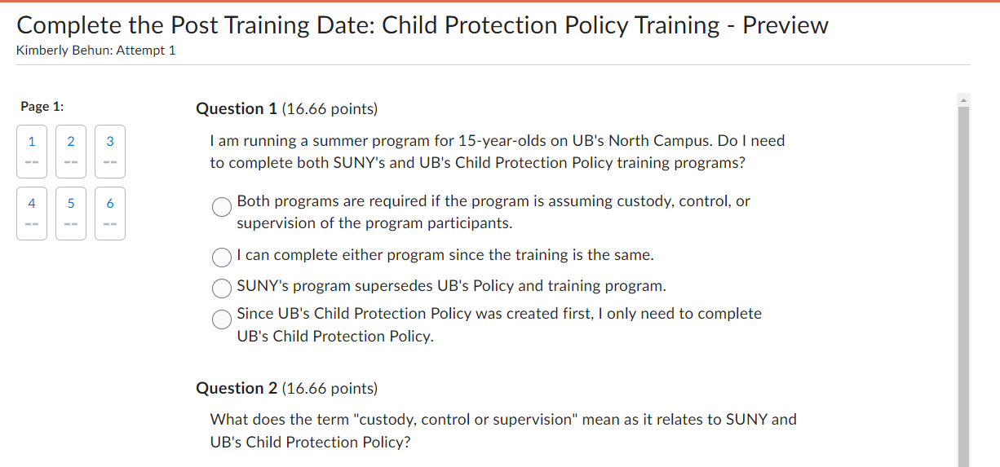 Complete the Post Training Date: Child Protection Policy Training - Preview
Kimberly Behun: Attempt 1
Page 1:
1 2 3
-- -- --
4 5 6
-- -- --
Question 1 (16.66 points)
I am running a summer program for 15-year-olds on UB's North Campus. Do I need
to complete both SUNY's and UB's Child Protection Policy training programs?
Both programs are required if the program is assuming custody, control, or
supervision of the program participants.
I can complete either program since the training is the same.
SUNY's program supersedes UB's Policy and training program.
Since UB's Child Protection Policy was created first, I only need to complete
UB's Child Protection Policy.
Question 2 (16.66 points)
What does the term "custody, control or supervision" mean as it relates to SUNY and
UB's Child Protection Policy?